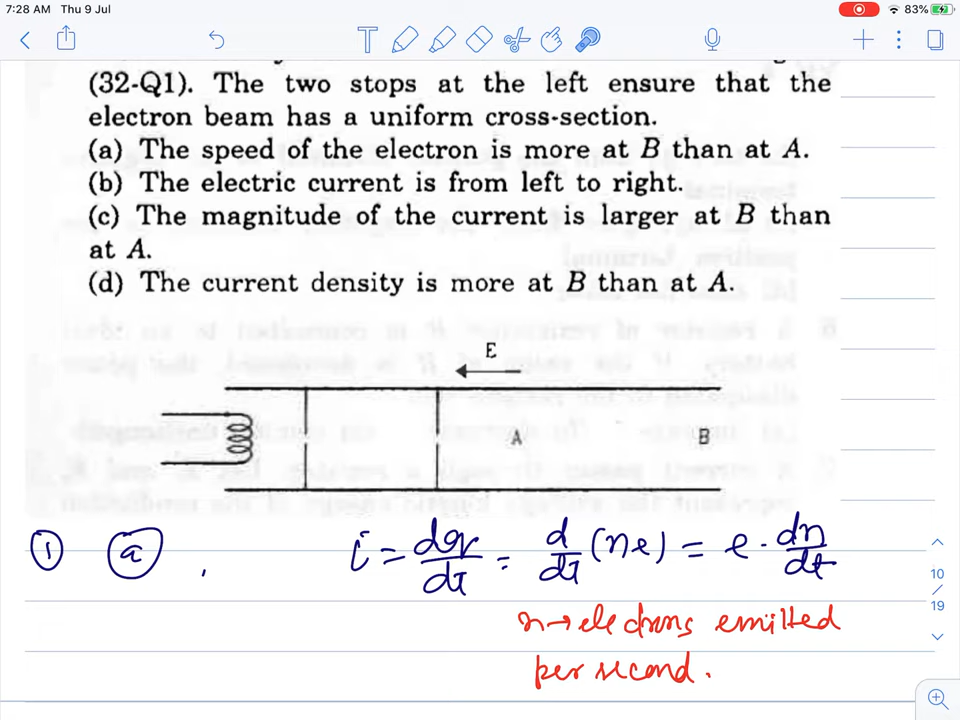 7:28 AM Thu 9 Jul
83%
(32-Q1). The two stops at the left ensure that the
electron beam has a uniform cross-section.
(a) The speed of the electron is more at B than at A.
(b) The electric current is from left to right.
(c) The magnitude of the current is larger at B than
at A.
(d) The current density is more at B than at A.
E
A
B
① ⓐ , i = dq/dt = d/dt (ne) = e · dn/dt
n → electrons emitted
per second.
10
/
19